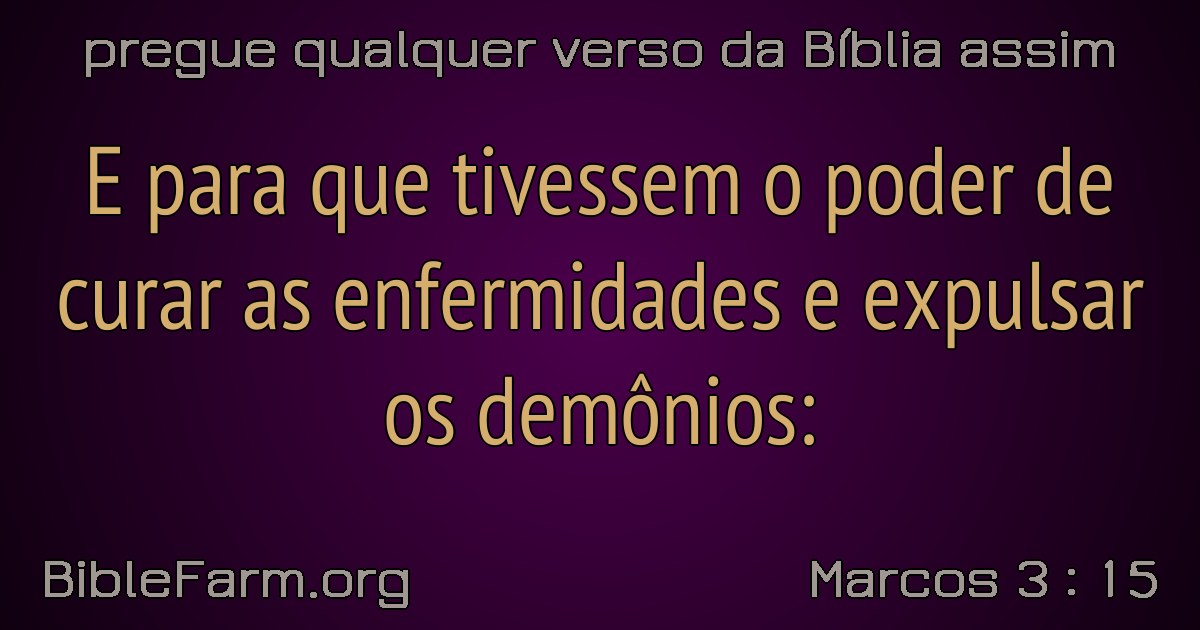 pregue qualquer verso da Bíblia assim
E para que tivessem o poder de
curar as enfermidades e expulsar
os demônios:
BibleFarm.org
Marcos 3 : 15